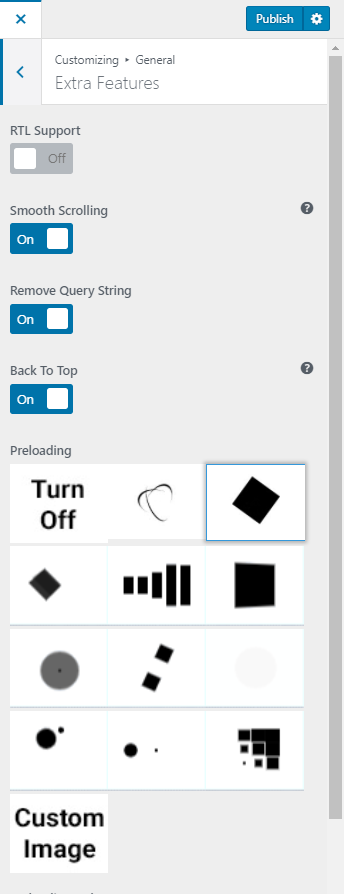 Publish
Customizing ▸ General
Extra Features
RTL Support
Off
Smooth Scrolling
On
Remove Query String
On
Back To Top
On
Preloading
Turn
Off
Custom
Image